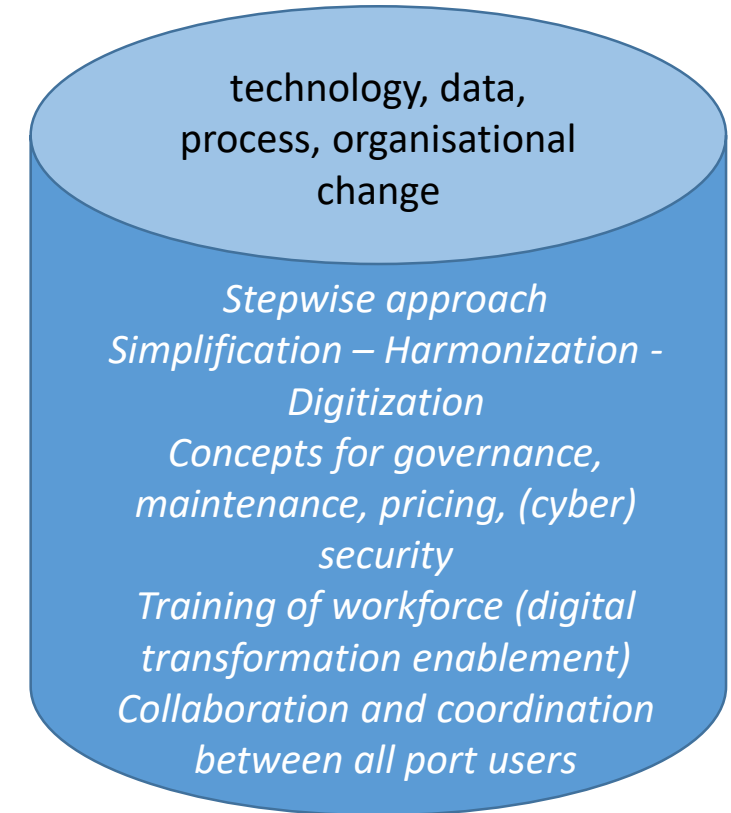 technology, data,
process, organisational
change
Stepwise approach
Simplification – Harmonization -
Digitization
Concepts for governance,
maintenance, pricing, (cyber)
security
Training of workforce (digital
transformation enablement)
Collaboration and coordination
between all port users